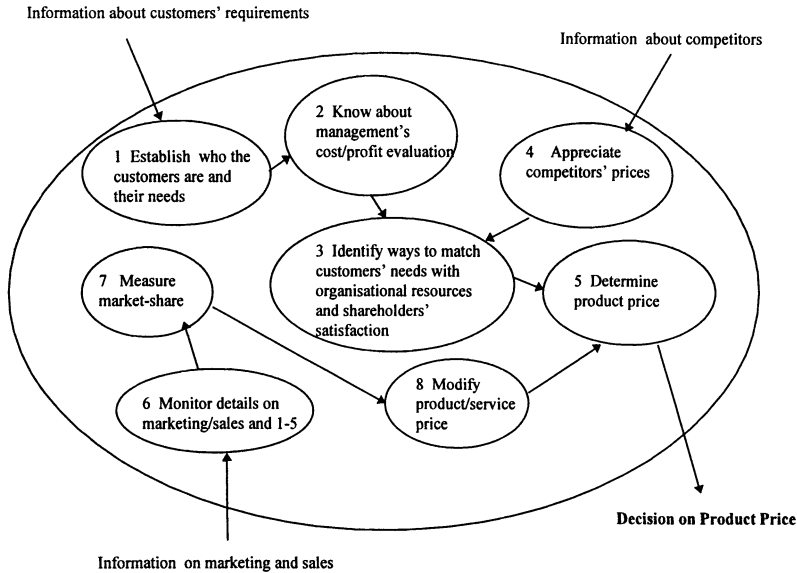 Information about customers' requirements
Information about competitors
2 Know about
management's
cost/profit evaluation
1 Establish who the
customers are and
their needs
4 Appreciate
competitors' prices
3 Identify ways to match
customers' needs with
organisational resources
and shareholders'
satisfaction
7 Measure
market-share
5 Determine
product price
8 Modify
product/service
price
6 Monitor details on
marketing/sales and 1-5
Decision on Product Price
Information on marketing and sales